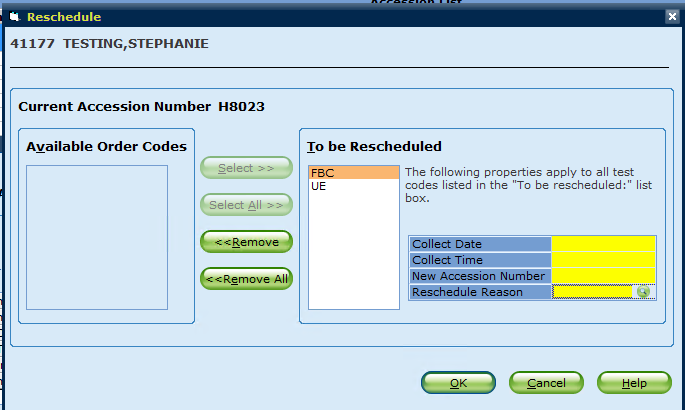 Accession List
Reschedule
41177 TESTING,STEPHANIE
Current Accession Number H8023
Available Order Codes
Select >>
Select All >>
<<Remove
<<Remove All
To be Rescheduled
FBC
UE
The following properties apply to all test
codes listed in the "To be rescheduled:" list
box.
Collect Date
Collect Time
New Accession Number
Reschedule Reason
OK
Cancel
Help